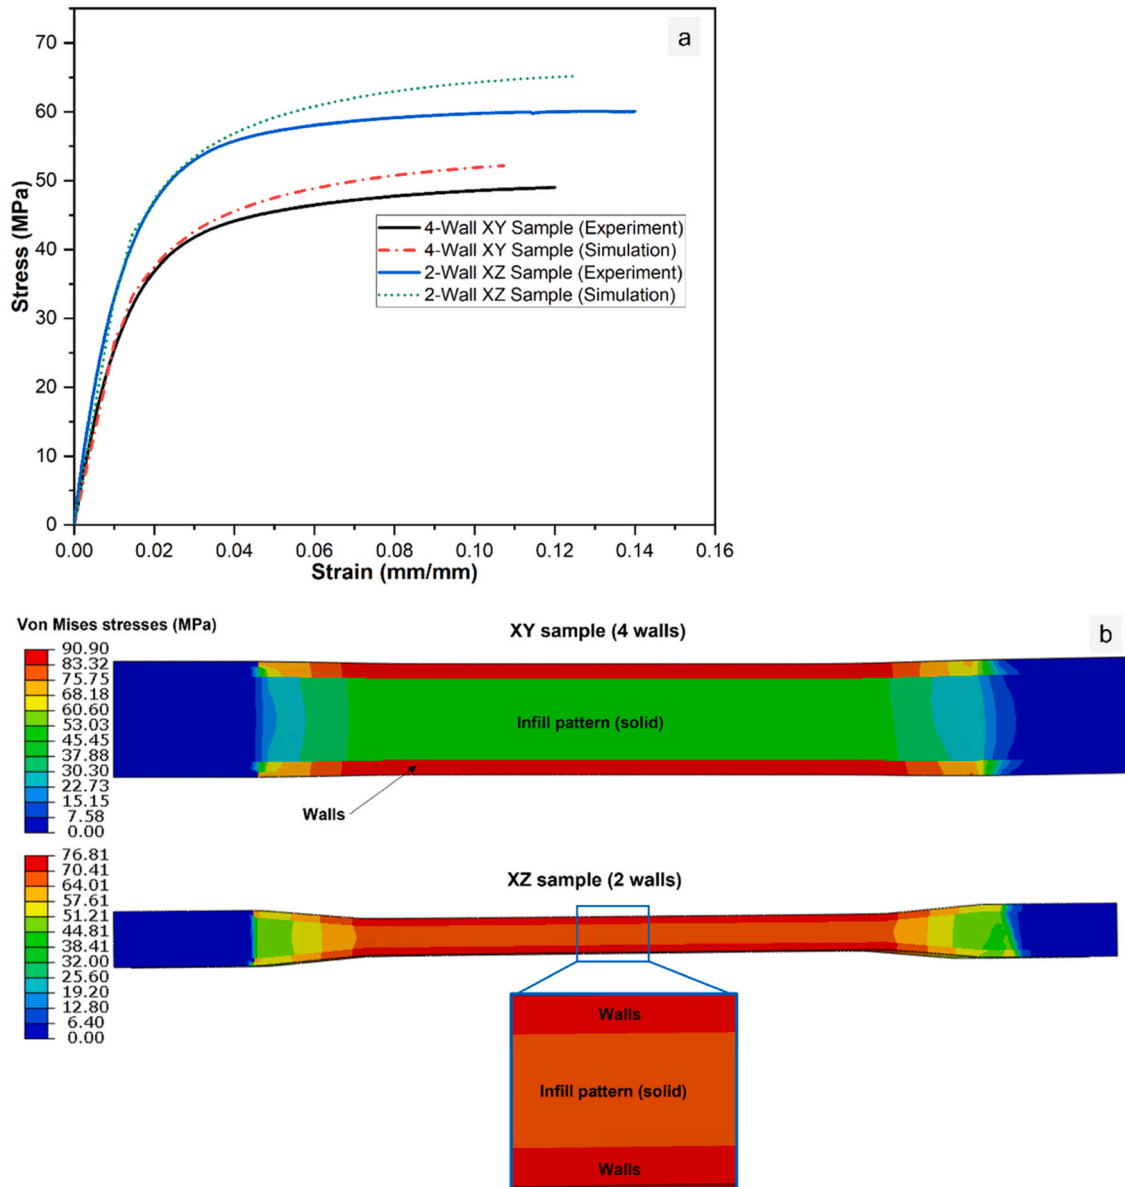 a
70
60
50
40
30
20
10
0
Stress (MPa)
4-Wall XY Sample (Experiment)
4-Wall XY Sample (Simulation)
2-Wall XZ Sample (Experiment)
2-Wall XZ Sample (Simulation)
0.00 0.02 0.04 0.06 0.08 0.10 0.12 0.14 0.16
Strain (mm/mm)
Von Mises stresses (MPa)
XY sample (4 walls)
b
90.90
83.32
75.75
68.18
60.60
53.03
45.45
37.88
30.30
22.73
15.15
7.58
0.00
Infill pattern (solid)
Walls
76.81
70.41
64.01
57.61
51.21
44.81
38.41
32.00
25.60
19.20
12.80
6.40
0.00
XZ sample (2 walls)
Walls
Infill pattern (solid)
Walls